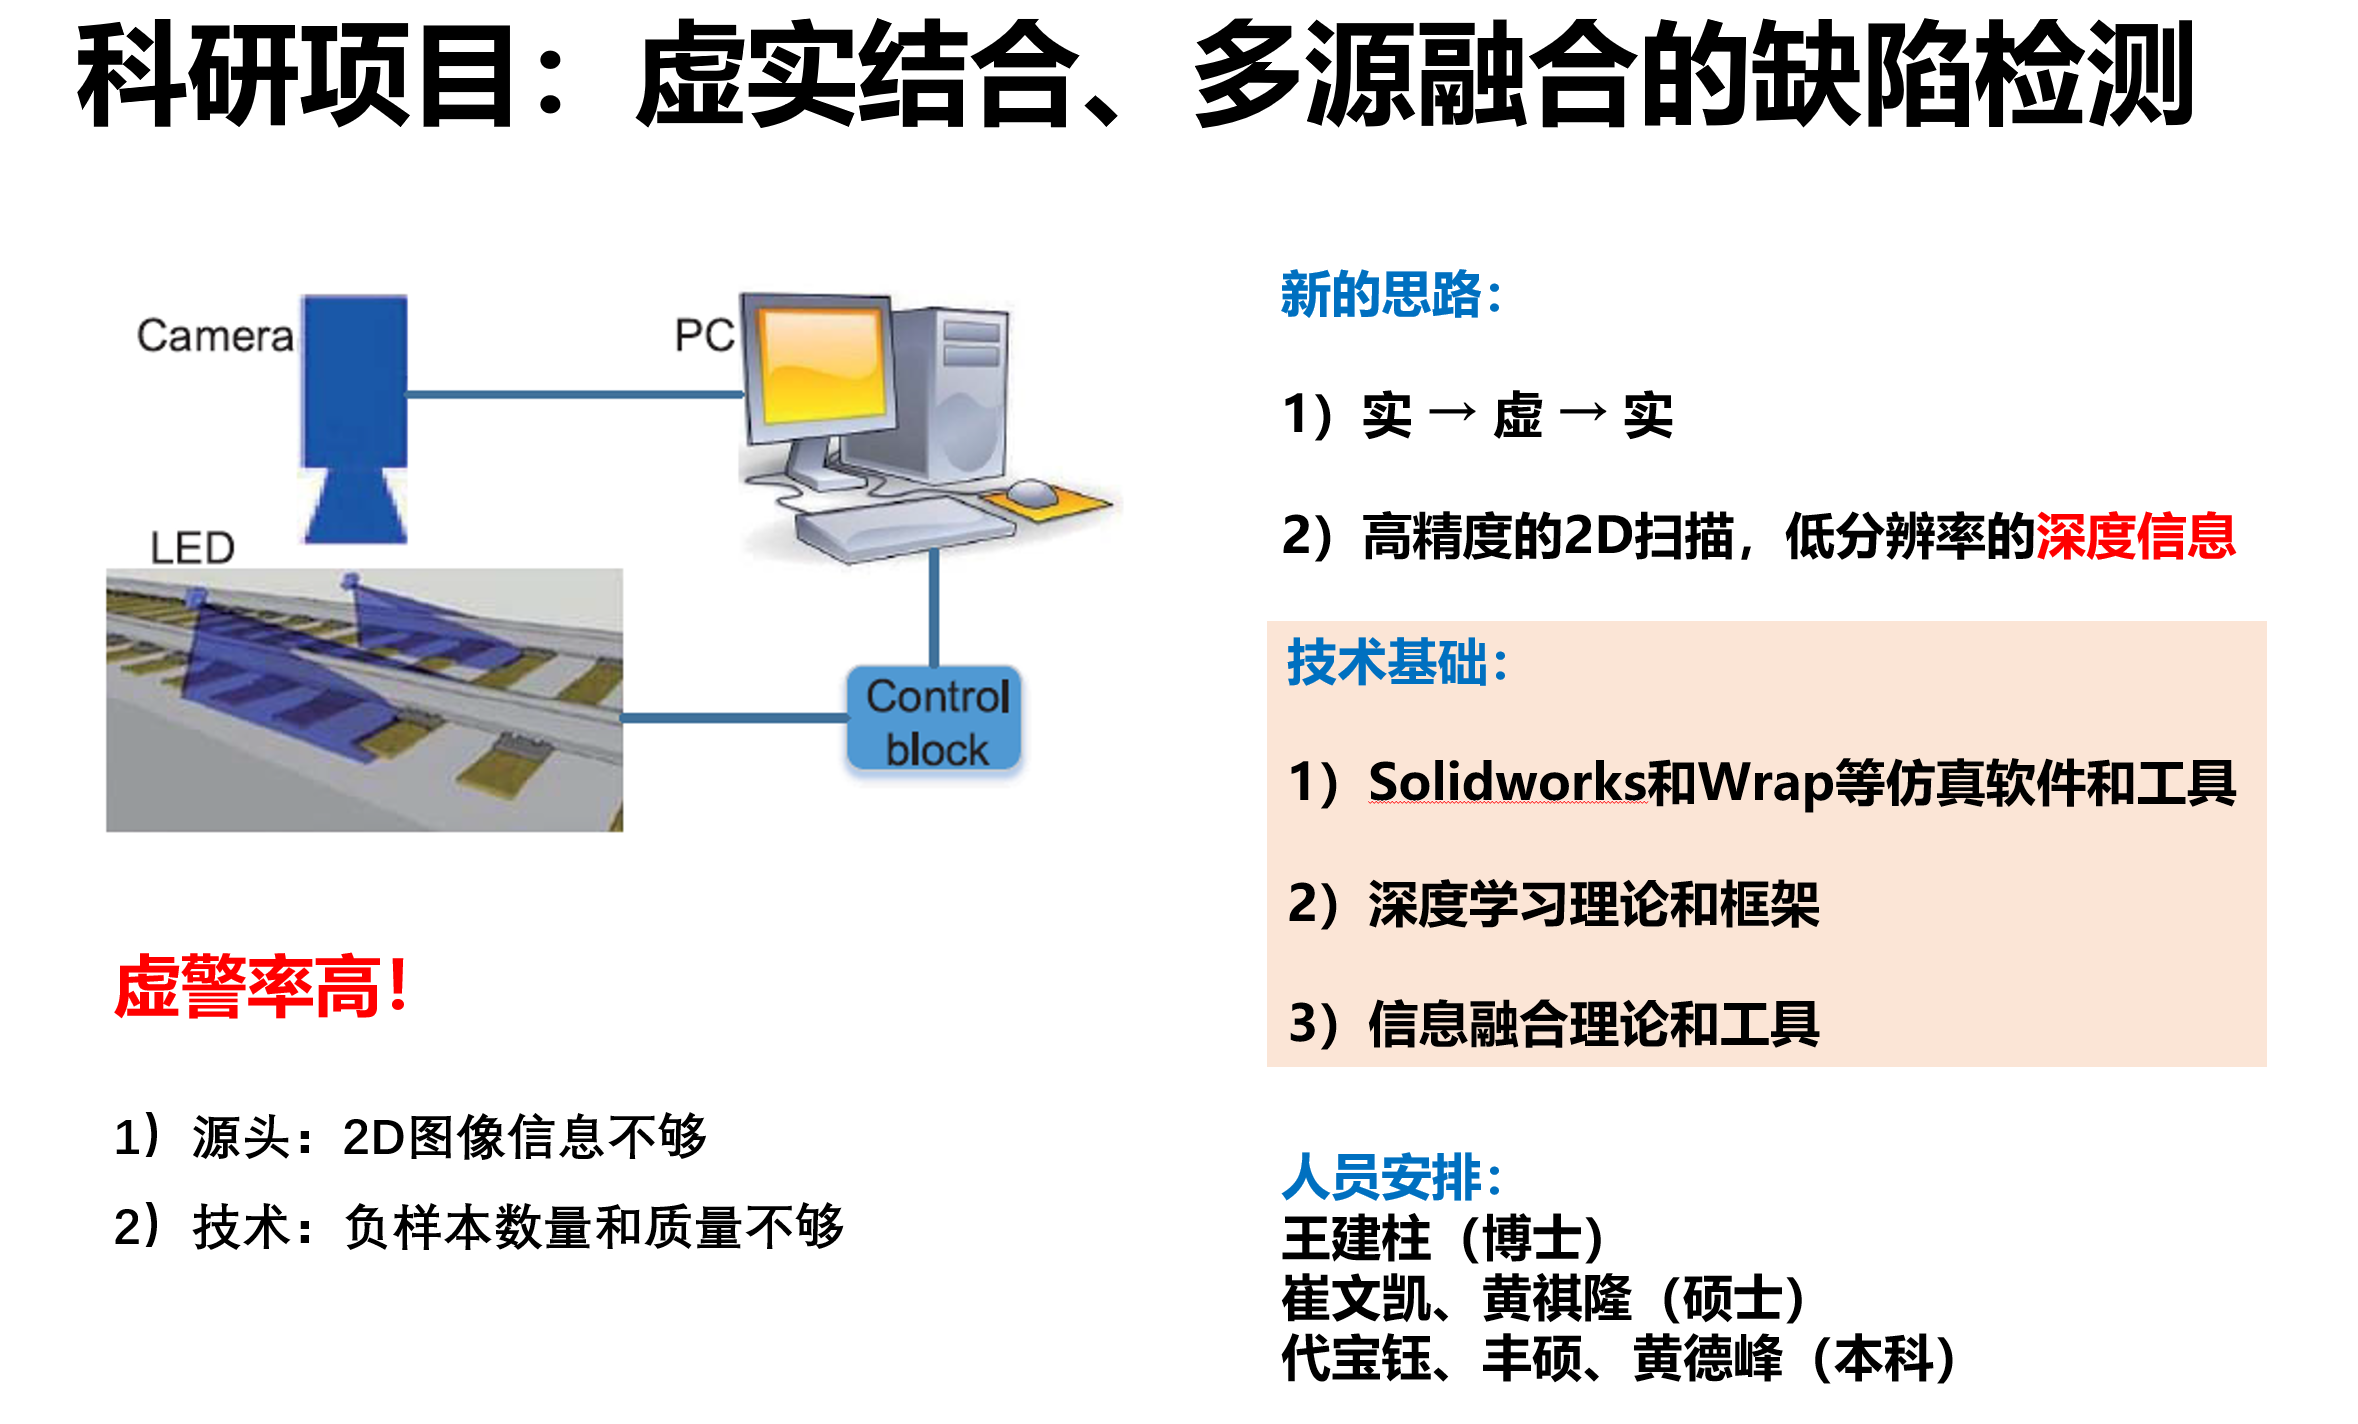 科研项目：虚实结合、多源融合的缺陷检测
Camera
PC
LED
Control
block
虚警率高！
1）源头：2D图像信息不够
2）技术：负样本数量和质量不够
新的思路：
1）实 → 虚 → 实
2）高精度的2D扫描，低分辨率的深度信息
技术基础：
1）Solidworks和Wrap等仿真软件和工具
2）深度学习理论和框架
3）信息融合理论和工具
人员安排：
王建柱（博士）
崔文凯、黄祺隆（硕士）
代宝钰、丰硕、黄德峰（本科）